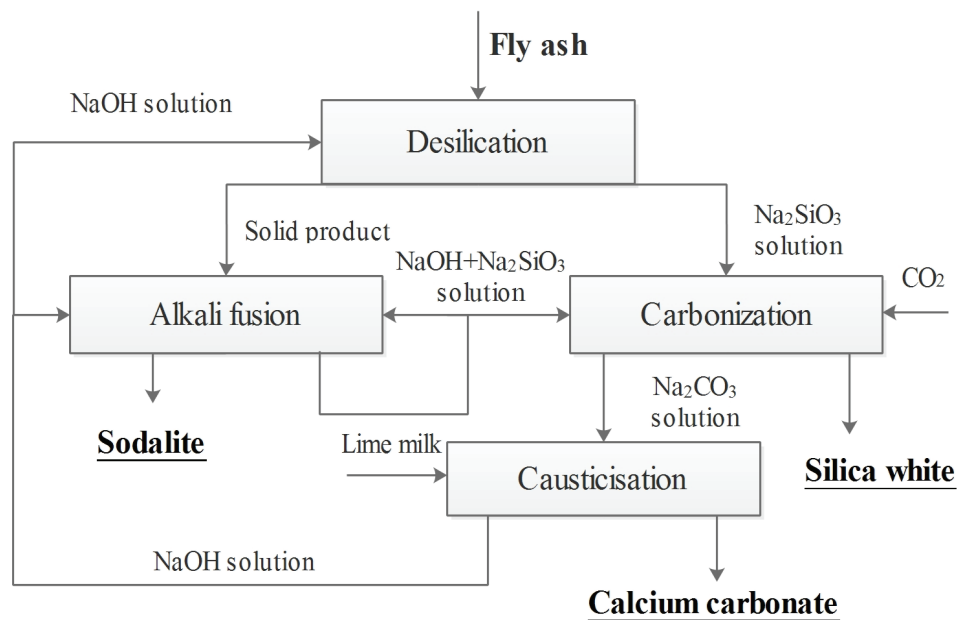 Fly ash
NaOH solution
Desilication
Solid product
Na₂SiO₃
solution
NaOH+Na₂SiO₃
solution
CO₂
Alkali fusion
Carbonization
Na₂CO₃
solution
Sodalite
Lime milk
Causticisation
Silica white
NaOH solution
Calcium carbonate